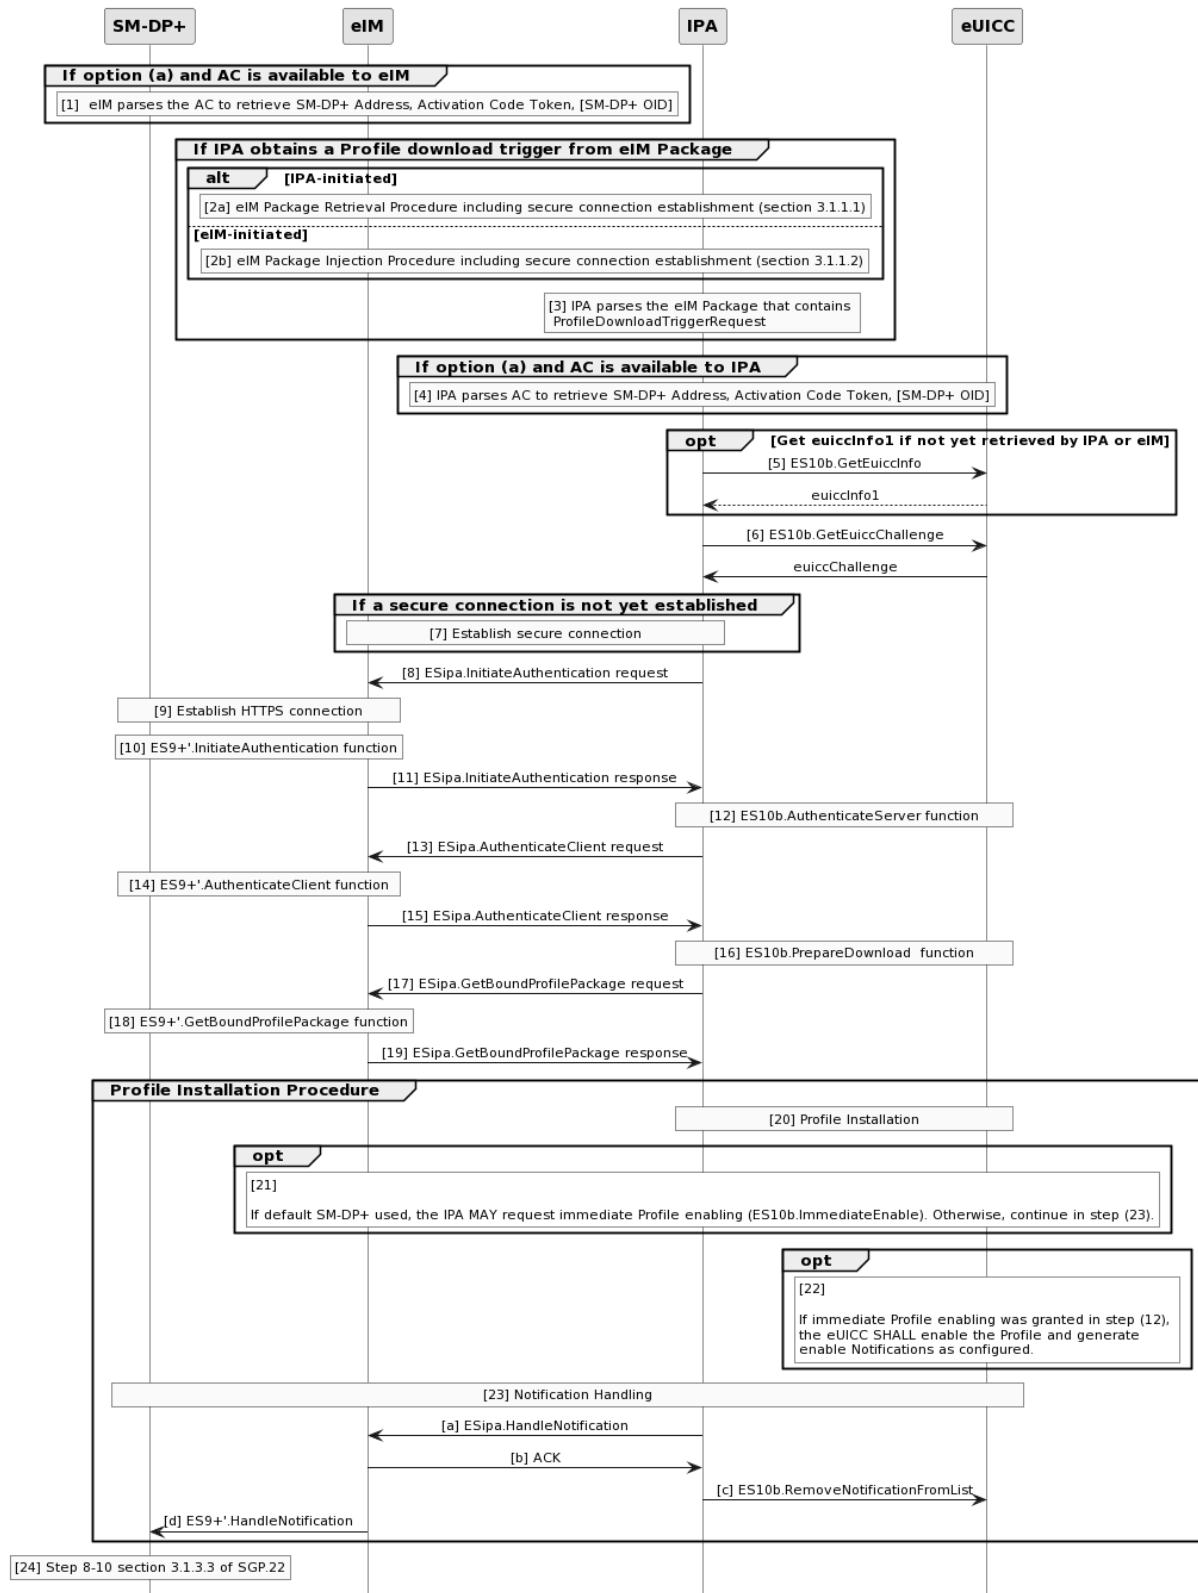 SM-DP+ eIM IPA eUICC
If option (a) and AC is available to eIM
[1] eIM parses the AC to retrieve SM-DP+ Address, Activation Code Token, [SM-DP+ OID]
If IPA obtains a Profile download trigger from eIM Package
alt [IPA-initiated]
[2a] eIM Package Retrieval Procedure including secure connection establishment (section 3.1.1.1)
[eIM-initiated]
[2b] eIM Package Injection Procedure including secure connection establishment (section 3.1.1.2)
[3] IPA parses the eIM Package that contains
ProfileDownloadTriggerRequest
If option (a) and AC is available to IPA
[4] IPA parses AC to retrieve SM-DP+ Address, Activation Code Token, [SM-DP+ OID]
opt [Get euiccInfo1 if not yet retrieved by IPA or eIM]
[5] ES10b.GetEuiccInfo
euiccInfo1
[6] ES10b.GetEuiccChallenge
euiccChallenge
If a secure connection is not yet established
[7] Establish secure connection
[8] ESipa.InitiateAuthentication request
[9] Establish HTTPS connection
[10] ES9+'.InitiateAuthentication function
[11] ESipa.InitiateAuthentication response
[12] ES10b.AuthenticateServer function
[13] ESipa.AuthenticateClient request
[14] ES9+'.AuthenticateClient function
[15] ESipa.AuthenticateClient response
[16] ES10b.PrepareDownload function
[17] ESipa.GetBoundProfilePackage request
[18] ES9+'.GetBoundProfilePackage function
[19] ESipa.GetBoundProfilePackage response
Profile Installation Procedure
[20] Profile Installation
opt
[21]
If default SM-DP+ used, the IPA MAY request immediate Profile enabling (ES10b.ImmediateEnable). Otherwise, continue in step (23).
opt
[22]
If immediate Profile enabling was granted in step (12),
the eUICC SHALL enable the Profile and generate
enable Notifications as configured.
[23] Notification Handling
[a] ESipa.HandleNotification
[b] ACK
[c] ES10b.RemoveNotificationFromList
[d] ES9+'.HandleNotification
[24] Step 8-10 section 3.1.3.3 of SGP.22